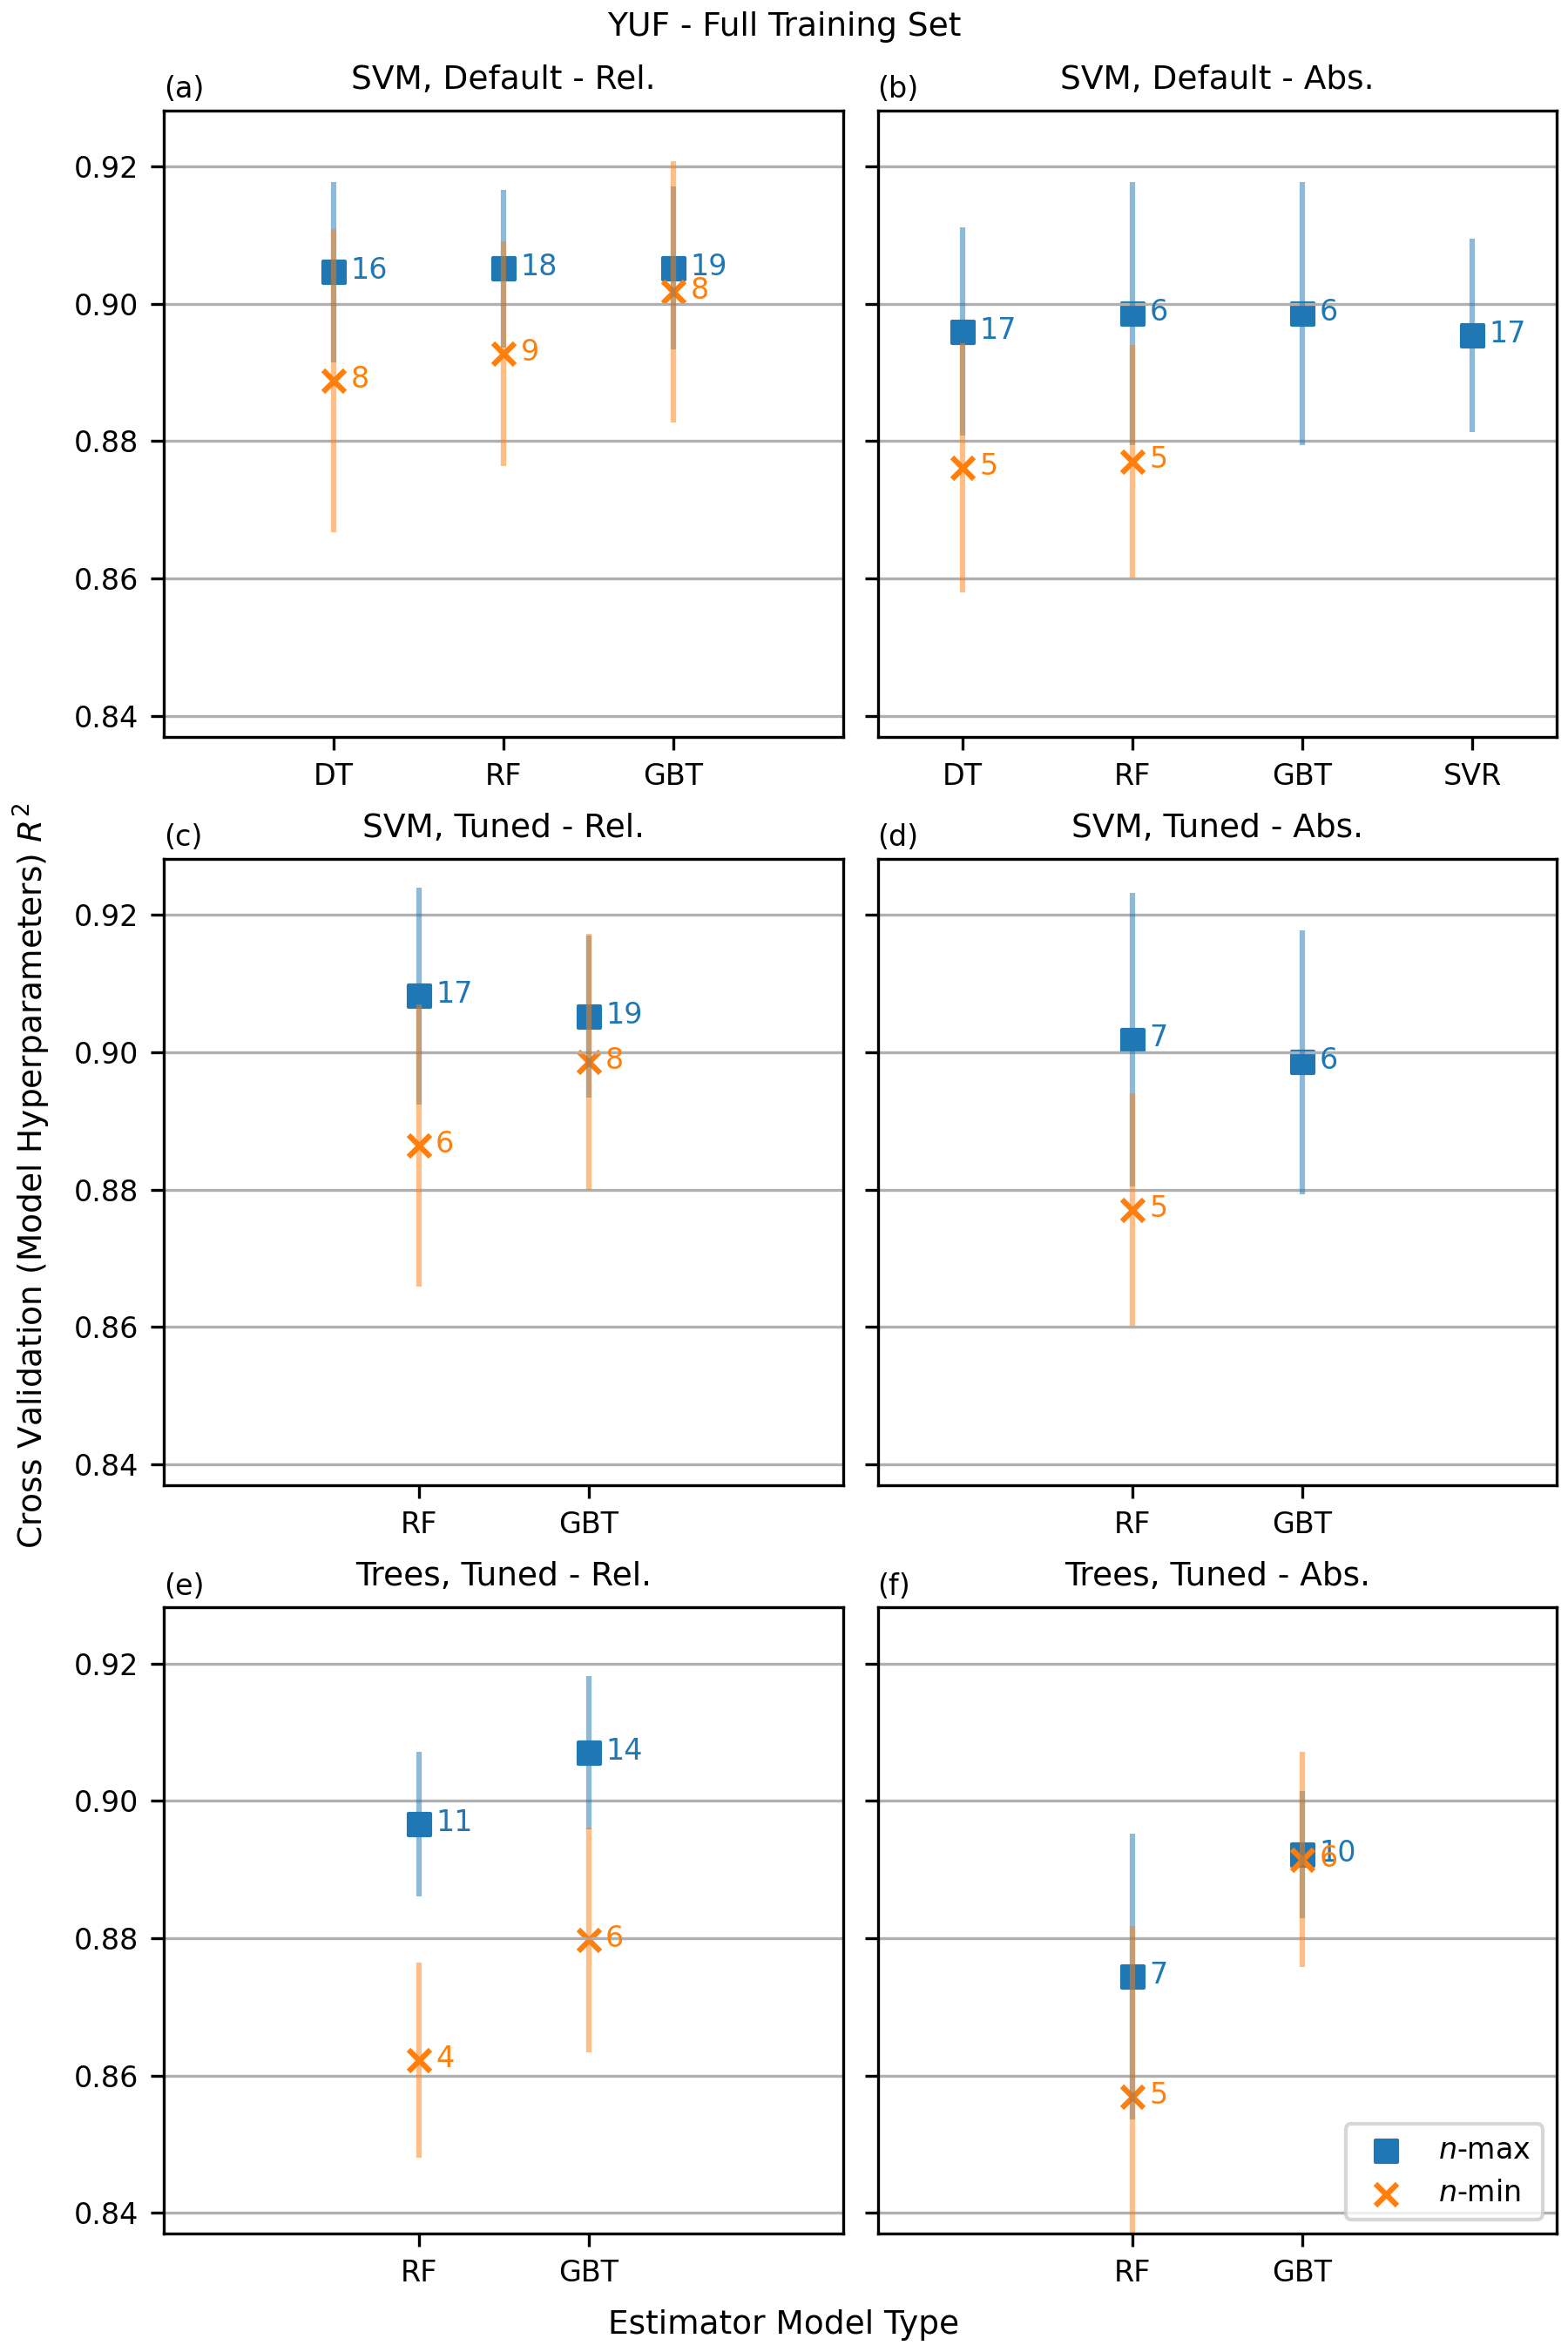 YUF - Full Training Set
(a) SVM, Default - Rel.
0.92
0.90
0.88
0.86
0.84
16
18
19
8
9
8
DT RF GBT
(b) SVM, Default - Abs.
17
6
6
17
5
5
DT RF GBT SVR
Cross Validation (Model Hyperparameters) R²
(c) SVM, Tuned - Rel.
0.92
0.90
0.88
0.86
0.84
17
19
6
8
RF GBT
(d) SVM, Tuned - Abs.
7
6
5
RF GBT
(e) Trees, Tuned - Rel.
0.92
0.90
0.88
0.86
0.84
11
14
4
6
RF GBT
(f) Trees, Tuned - Abs.
7
10
5
6
n-max
n-min
RF GBT
Estimator Model Type